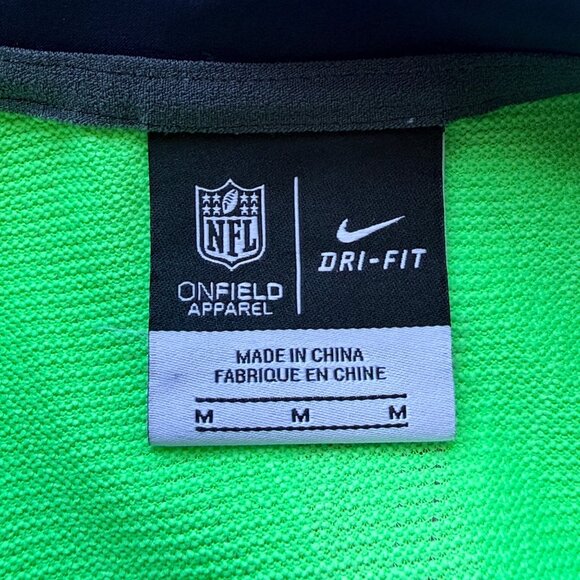 NFL
ONFIELD
APPAREL
DRI-FIT
MADE IN CHINA
FABRIQUE EN CHINE
M M M